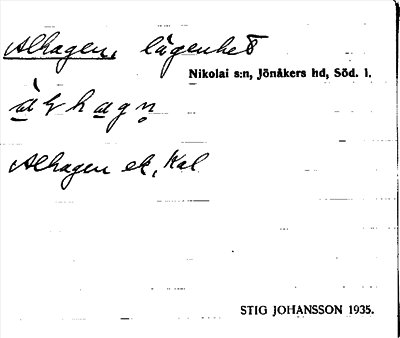 Alhagen, lägenhet
Nikolai s:n, Jönåkers hd, Söd. l.
Alhagen ek, Kal
STIG JOHANSSON 1935.